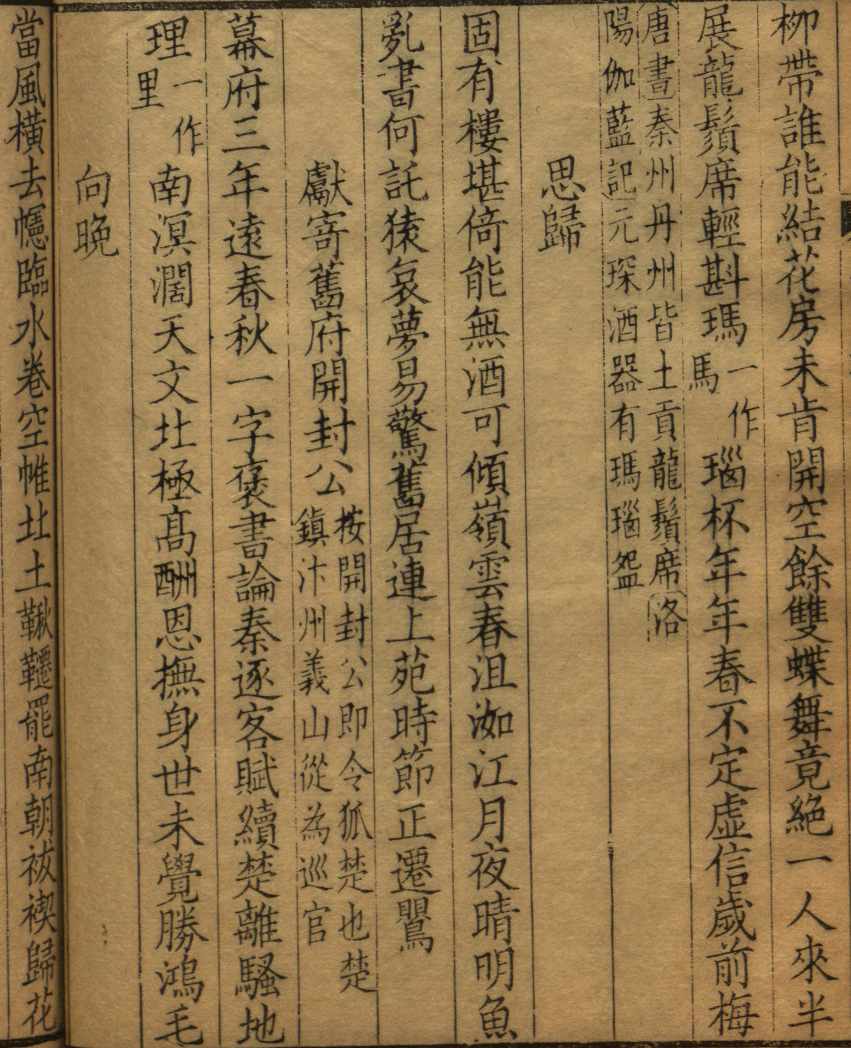 柳帶誰能結花房未肯開空餘雙蝶舞竟絕一人來半
展龍鬚席輕斟瑪一作馬瑙杯年年春不定虛信歲前梅
唐書秦州丹州皆土貢龍鬚席洛
陽伽藍記元琛酒器有瑪瑙盌
思歸
固有樓堪倚能無酒可傾嶺雲春沮洳江月夜晴明魚
亂書何託猿哀夢易驚舊居連上苑時節正遷鶯
獻寄舊府開封公按開封公即令狐楚也楚
鎮汴州義山從為巡官
幕府三年遠春秋一字褒書論秦逐客賦續楚離騷地
理一作里南溟濶天文北極高酬恩撫身世未覺勝鴻毛
向晚
當風橫去幰臨水卷空帷北土鞦韆罷南朝祓禊歸花